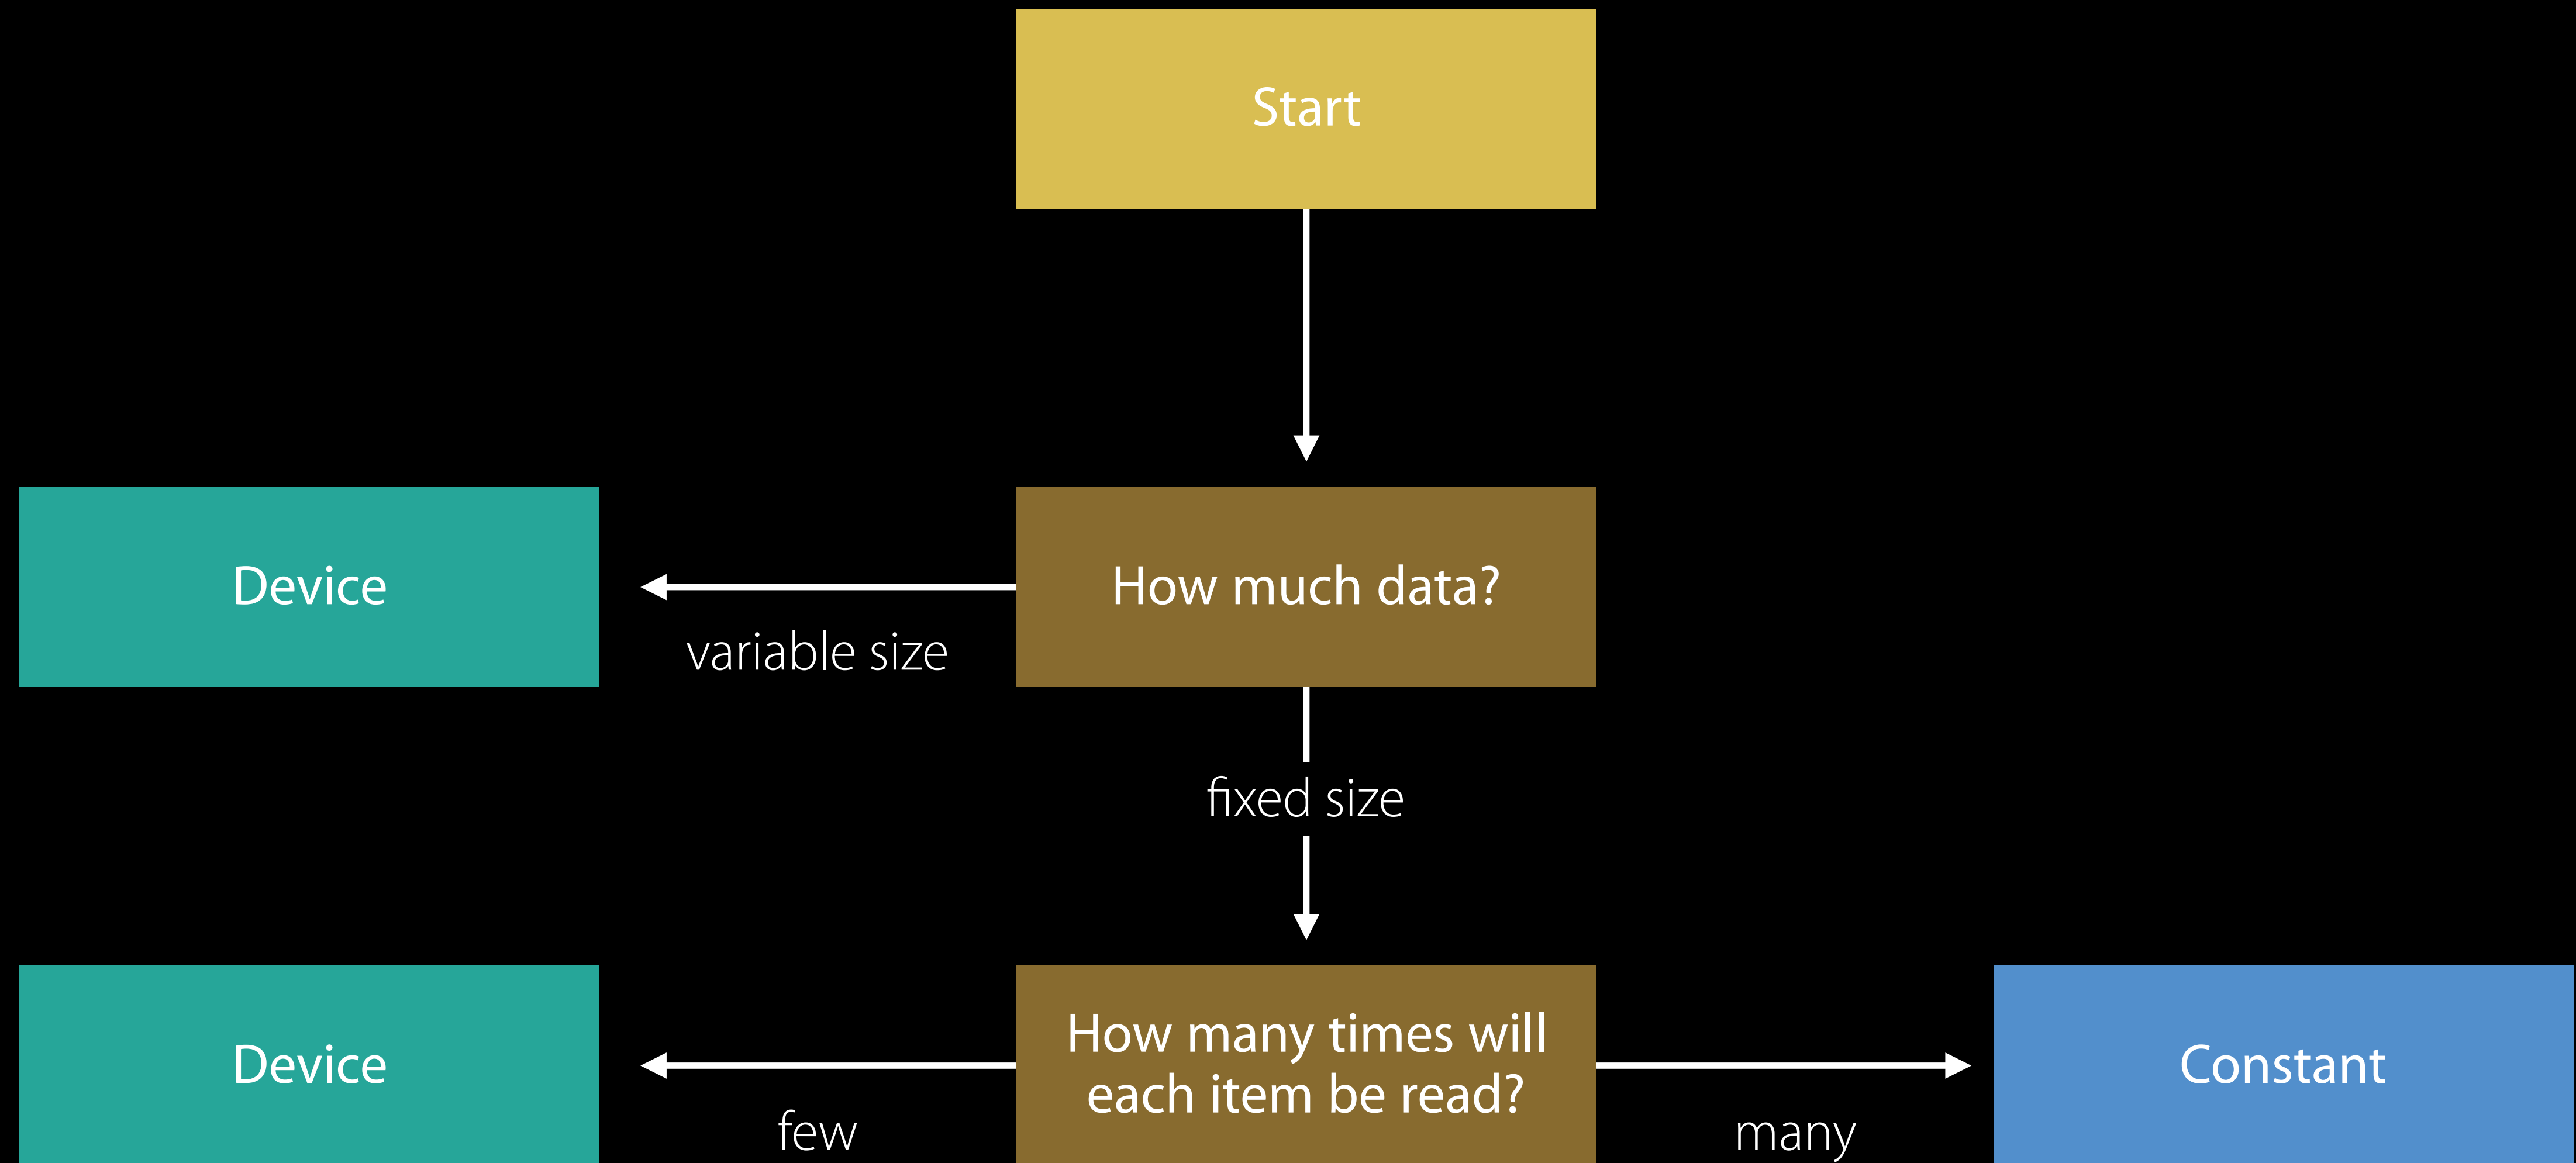 Start
Device
How much data?
variable size
fixed size
Device
How many times will
each item be read?
Constant
few
many